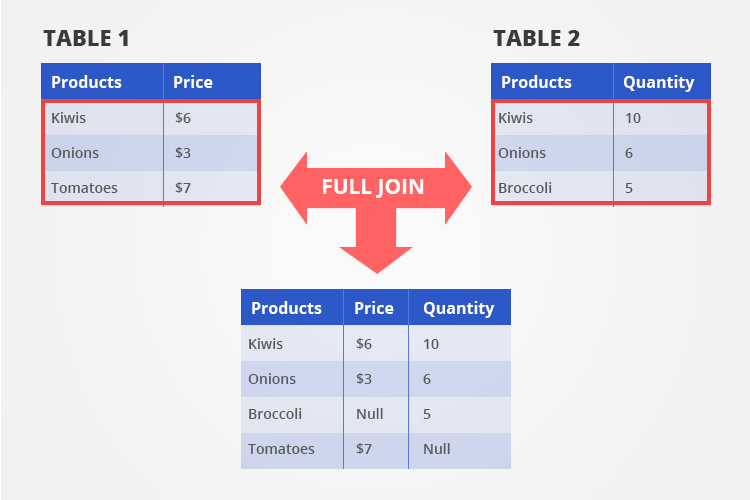 TABLE 1
Products Price
Kiwis $6
Onions $3
Tomatoes $7
TABLE 2
Products Quantity
Kiwis 10
Onions 6
Broccoli 5
FULL JOIN
Products Price Quantity
Kiwis $6 10
Onions $3 6
Broccoli Null 5
Tomatoes $7 Null